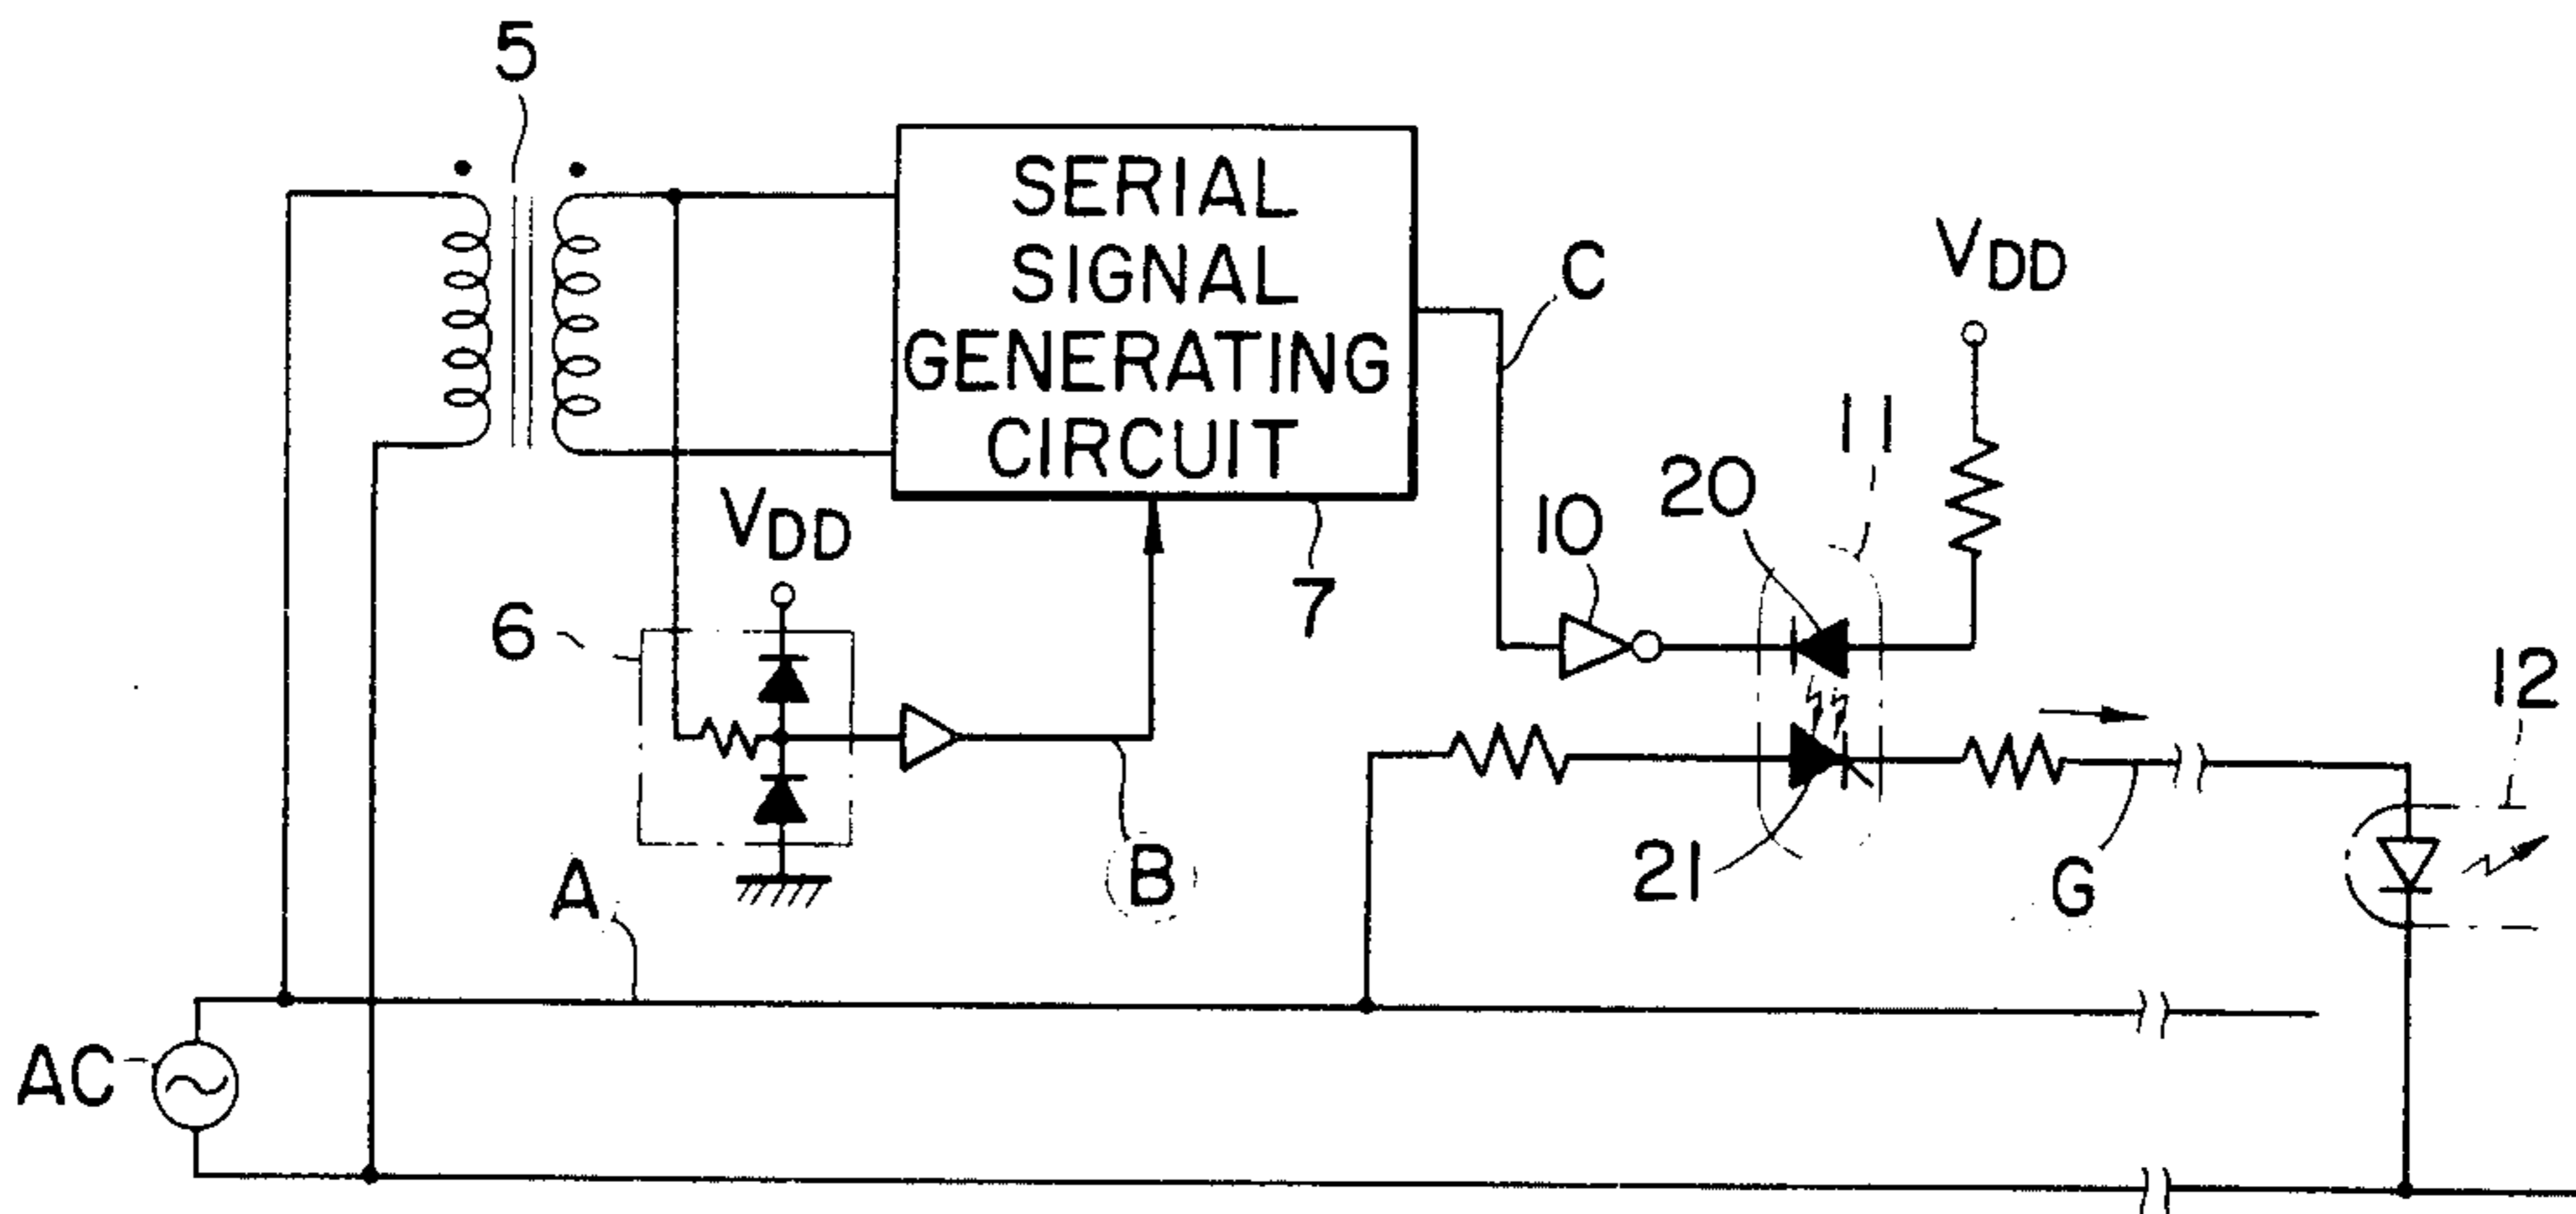 5
SERIAL
SIGNAL
GENERATING
CIRCUIT
C
VDD
11
20
10
VDD
7
6
12
B
A
21
G
AC